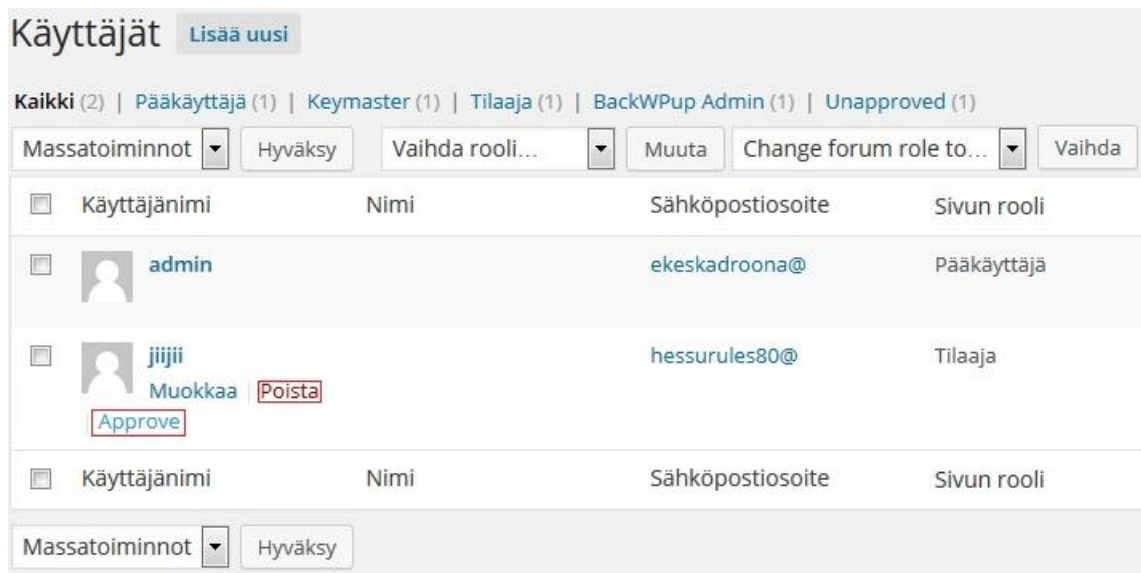 Käyttäjät Lisää uusi
Kaikki (2) | Pääkäyttäjä (1) | Keymaster (1) | Tilaaja (1) | BackWPup Admin (1) | Unapproved (1)
Massatoiminnot Hyväksy Vaihda rooli... Muuta Change forum role to... Vaihda
Käyttäjänimi Nimi Sähköpostiosoite Sivun rooli
admin ekeskadroona@ Pääkäyttäjä
jiijii hessurules80@ Tilaaja
Muokkaa | Poista
Approve
Käyttäjänimi Nimi Sähköpostiosoite Sivun rooli
Massatoiminnot Hyväksy